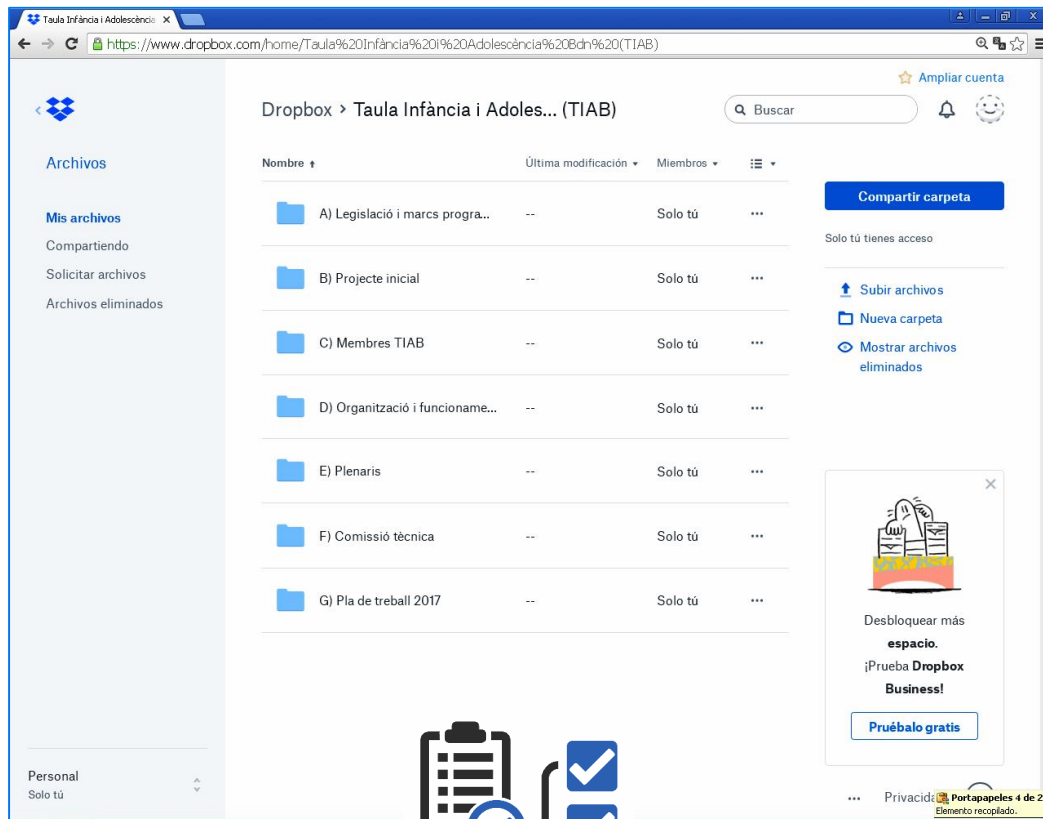 Taula Infància i Adolescència
https://www.dropbox.com/home/Taula%20Infància%20i%20Adolescència%20Bdn%20(TIAB)
Ampliar cuenta
Dropbox > Taula Infància i Adoles... (TIAB)
Buscar
Archivos
Mis archivos
Compartiendo
Solicitar archivos
Archivos eliminados
Nombre
Última modificación
Miembros
A) Legislació i marcs progra...
--
Solo tú
B) Projecte inicial
--
Solo tú
C) Membres TIAB
--
Solo tú
D) Organització i funcioname...
--
Solo tú
E) Plenaris
--
Solo tú
F) Comissió tècnica
--
Solo tú
G) Pla de treball 2017
--
Solo tú
Compartir carpeta
Solo tú tienes acceso
Subir archivos
Nueva carpeta
Mostrar archivos
eliminados
Desbloquear más
espacio.
¡Prueba Dropbox
Business!
Pruébalo gratis
Personal
Solo tú
Privacida
Portapapeles 4 de 2
Elemento recopilado.